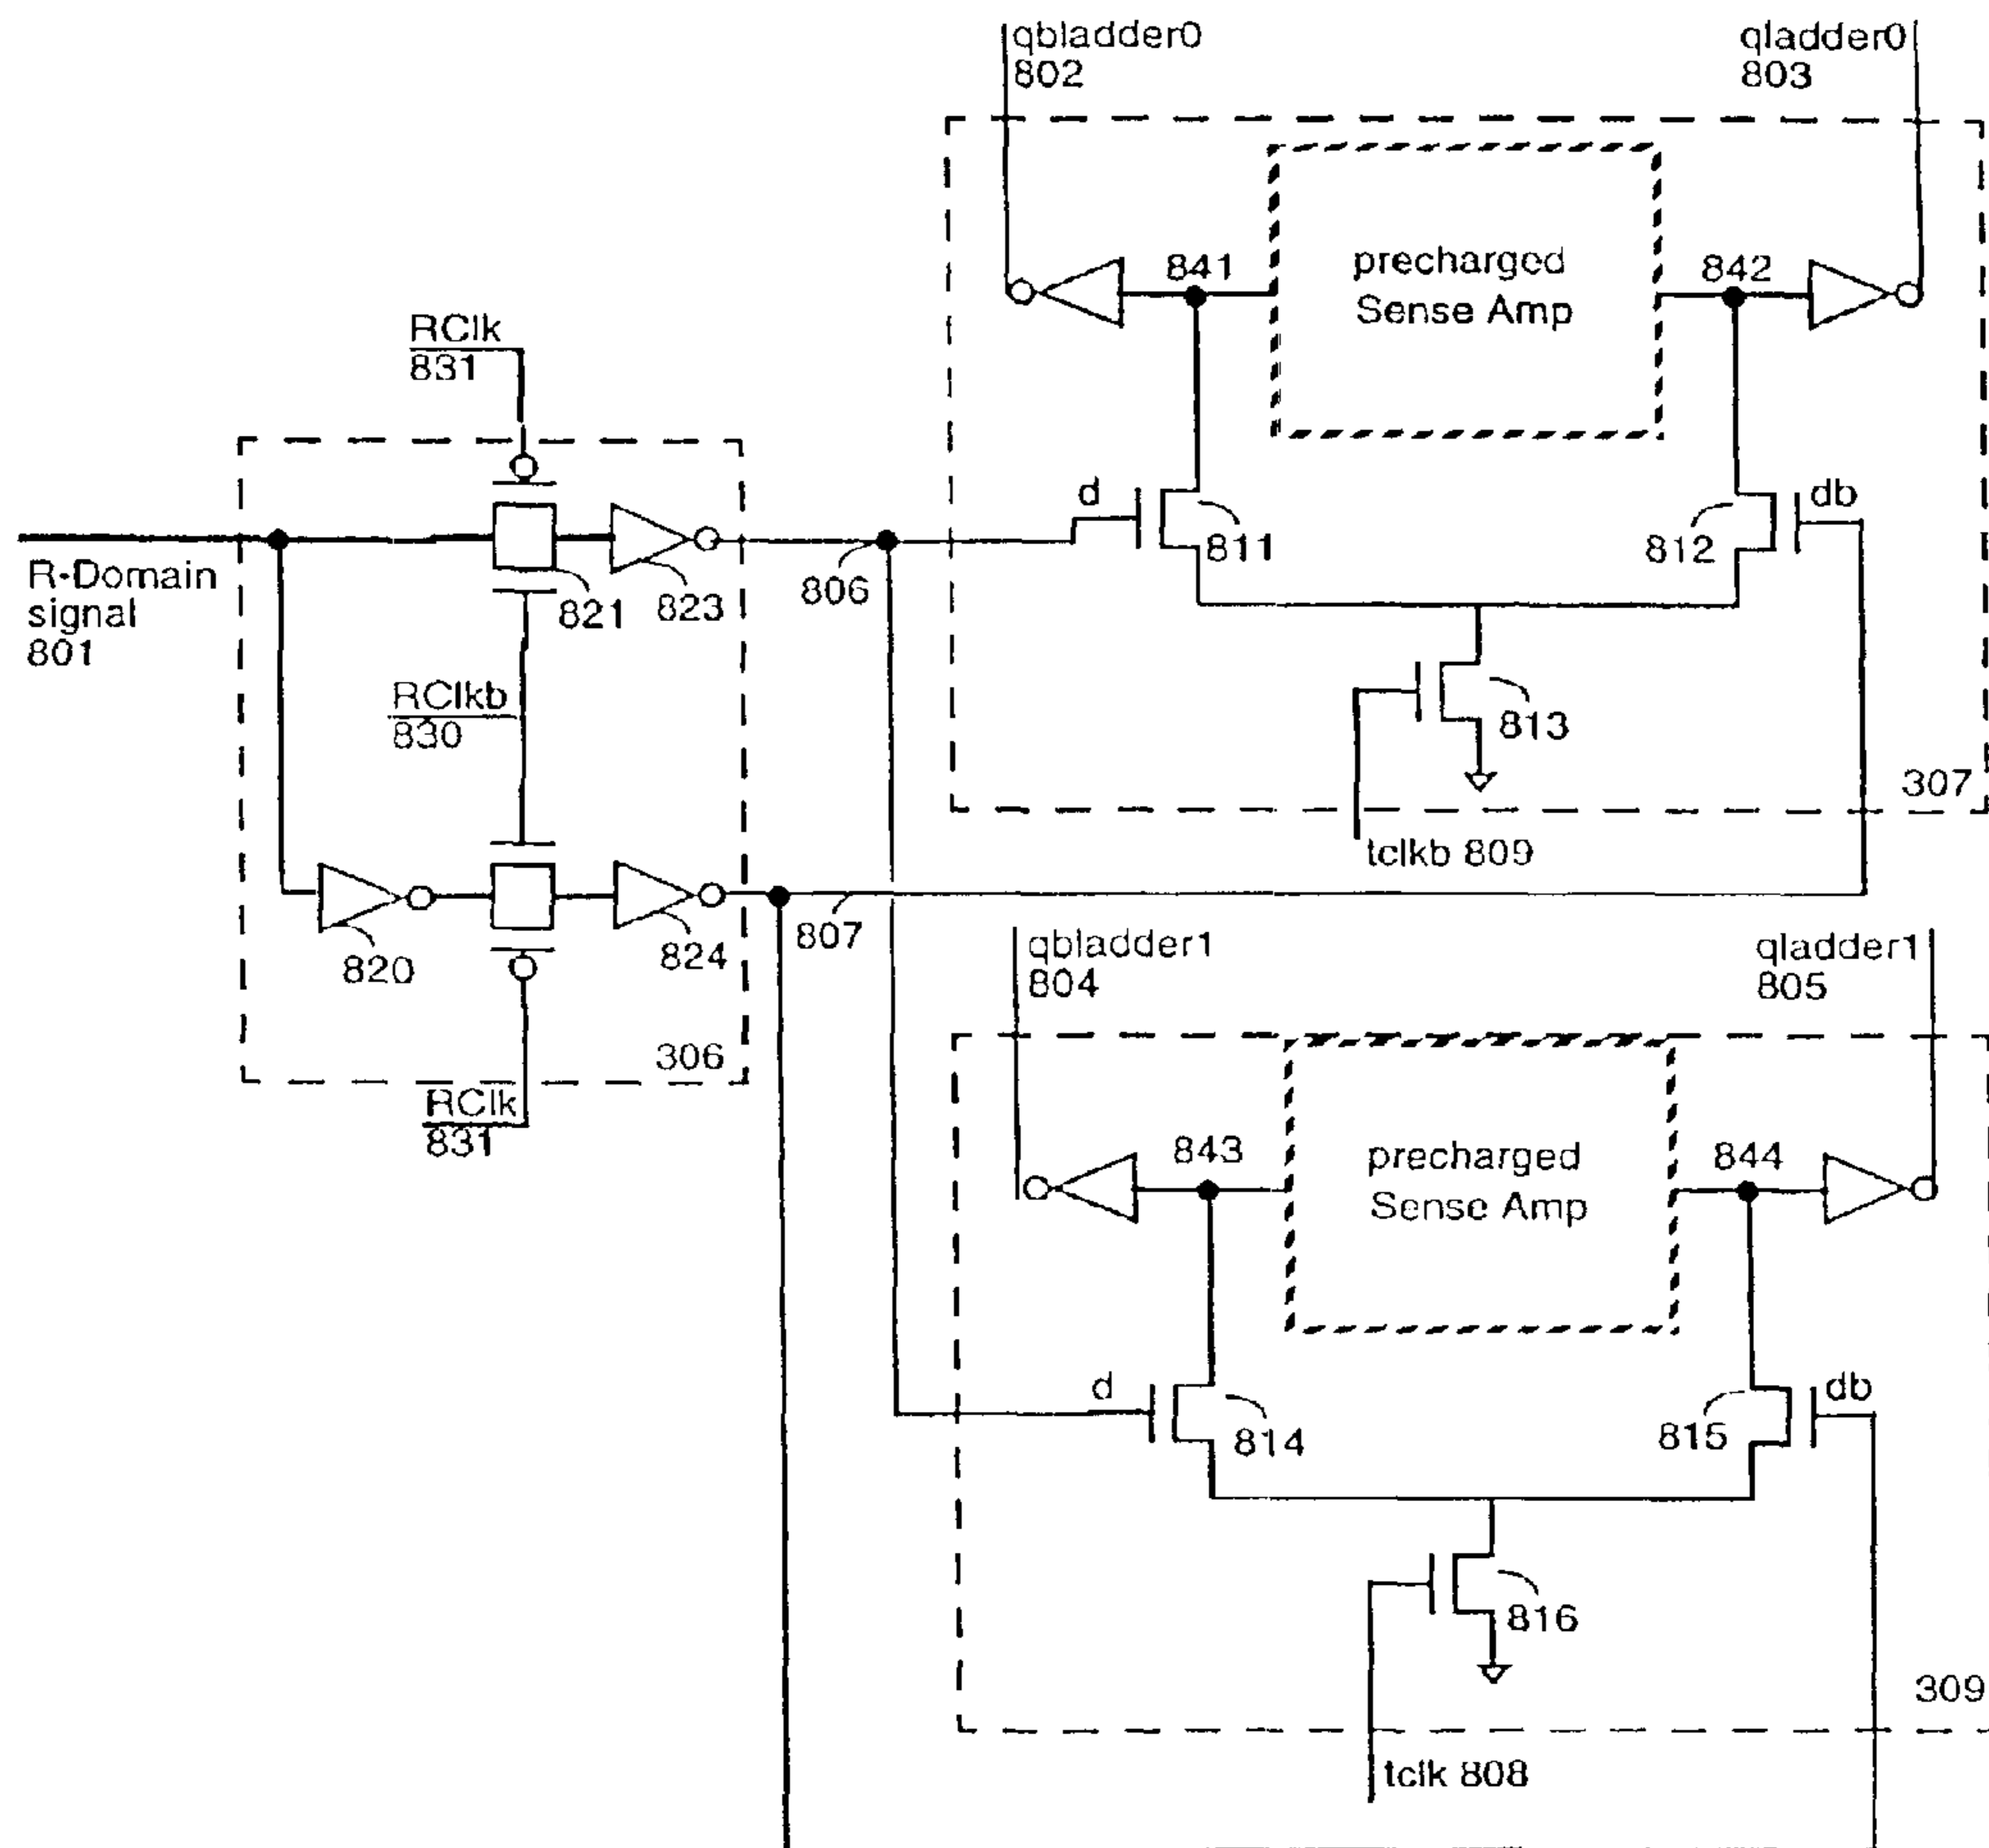 qbladder0
802
qladder0
803
841
precharged
Sense Amp
842
RClk
831
d
811
812
db
R-Domain
signal
801
821
823
806
RClkb
830
813
307
tclkb 809
820
824
807
qbladder1
804
qladder1
805
306
RClk
831
843
precharged
Sense Amp
844
d
814
815
db
816
309
tclk 808